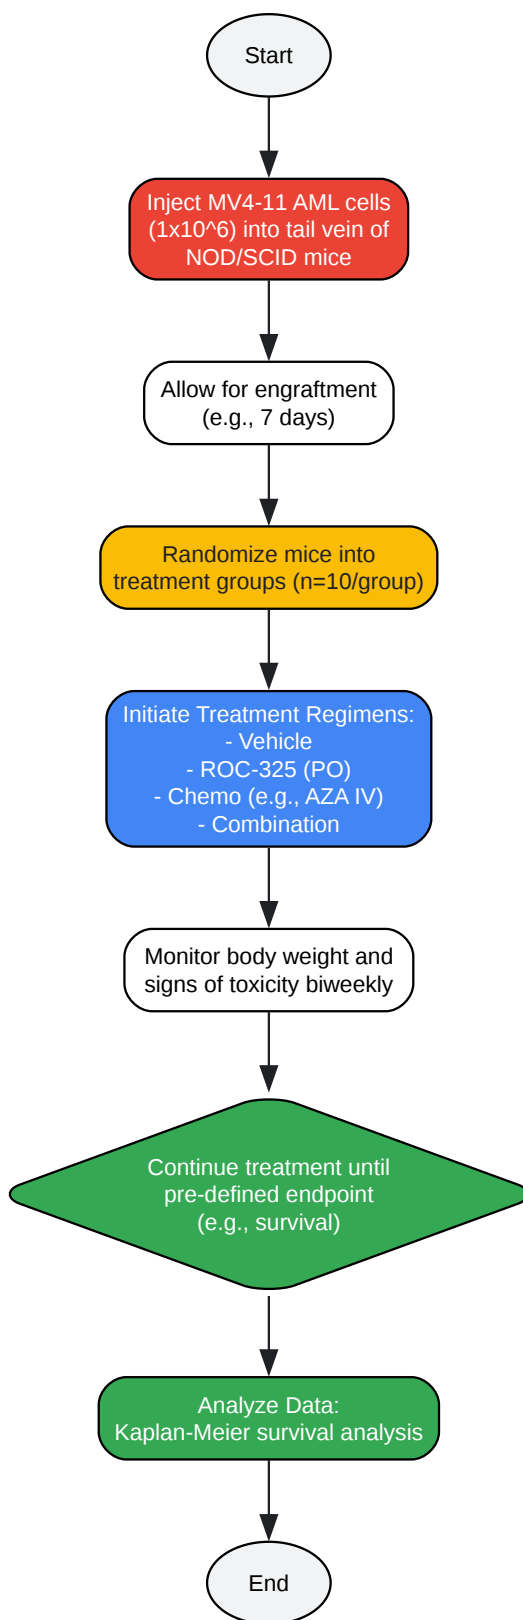 Start
Inject MV4-11 AML cells
(1x10^6) into tail vein of
NOD/SCID mice
Allow for engraftment
(e.g., 7 days)
Randomize mice into
treatment groups (n=10/group)
Initiate Treatment Regimens:
- Vehicle
- ROC-325 (PO)
- Chemo (e.g., AZA IV)
- Combination
Monitor body weight and
signs of toxicity biweekly
Continue treatment until
pre-defined endpoint
(e.g., survival)
Analyze Data:
Kaplan-Meier survival analysis
End